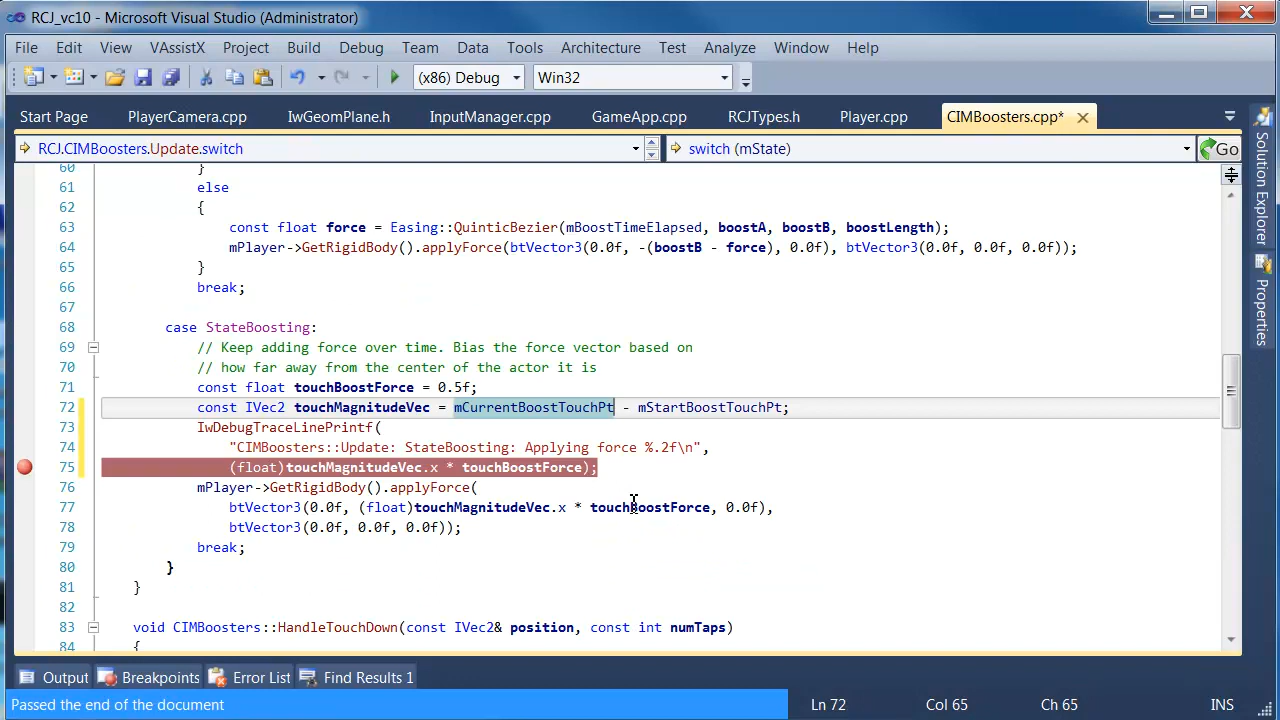 RCJ_vc10 - Microsoft Visual Studio (Administrator)
File Edit View VAssistX Project Build Debug Team Data Tools Architecture Test Analyze Window Help
(x86) Debug Win32
Start Page PlayerCamera.cpp IwGeomPlane.h InputManager.cpp GameApp.cpp RCJTypes.h Player.cpp CIMBoosters.cpp*
RCJ.CIMBoosters.Update.switch switch (mState) Go
60 }
61 else
62 {
63 const float force = Easing::QuinticBezier(mBoostTimeElapsed, boostA, boostB, boostLength);
64 mPlayer->GetRigidBody().applyForce(btVector3(0.0f, -(boostB - force), 0.0f), btVector3(0.0f, 0.0f, 0.0f));
65 }
66 break;
67
68 case StateBoosting:
69 // Keep adding force over time. Bias the force vector based on
70 // how far away from the center of the actor it is
71 const float touchBoostForce = 0.5f;
72 const IVec2 touchMagnitudeVec = mCurrentBoostTouchPt - mStartBoostTouchPt;
73 IwDebugTraceLinePrintf(
74 "CIMBoosters::Update: StateBoosting: Applying force %.2f\n",
75 (float)touchMagnitudeVec.x * touchBoostForce);
76 mPlayer->GetRigidBody().applyForce(
77 btVector3(0.0f, (float)touchMagnitudeVec.x * touchBoostForce, 0.0f),
78 btVector3(0.0f, 0.0f, 0.0f));
79 break;
80 }
81 }
82
83 void CIMBoosters::HandleTouchDown(const IVec2& position, const int numTaps)
84 {
Solution Explorer
Properties
Output Breakpoints Error List Find Results 1
Passed the end of the document Ln 72 Col 65 Ch 65 INS